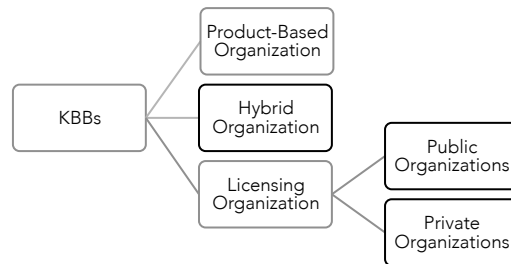 Product-Based
Organization
KBBs
Hybrid
Organization
Licensing
Organization
Public
Organizations
Private
Organizations